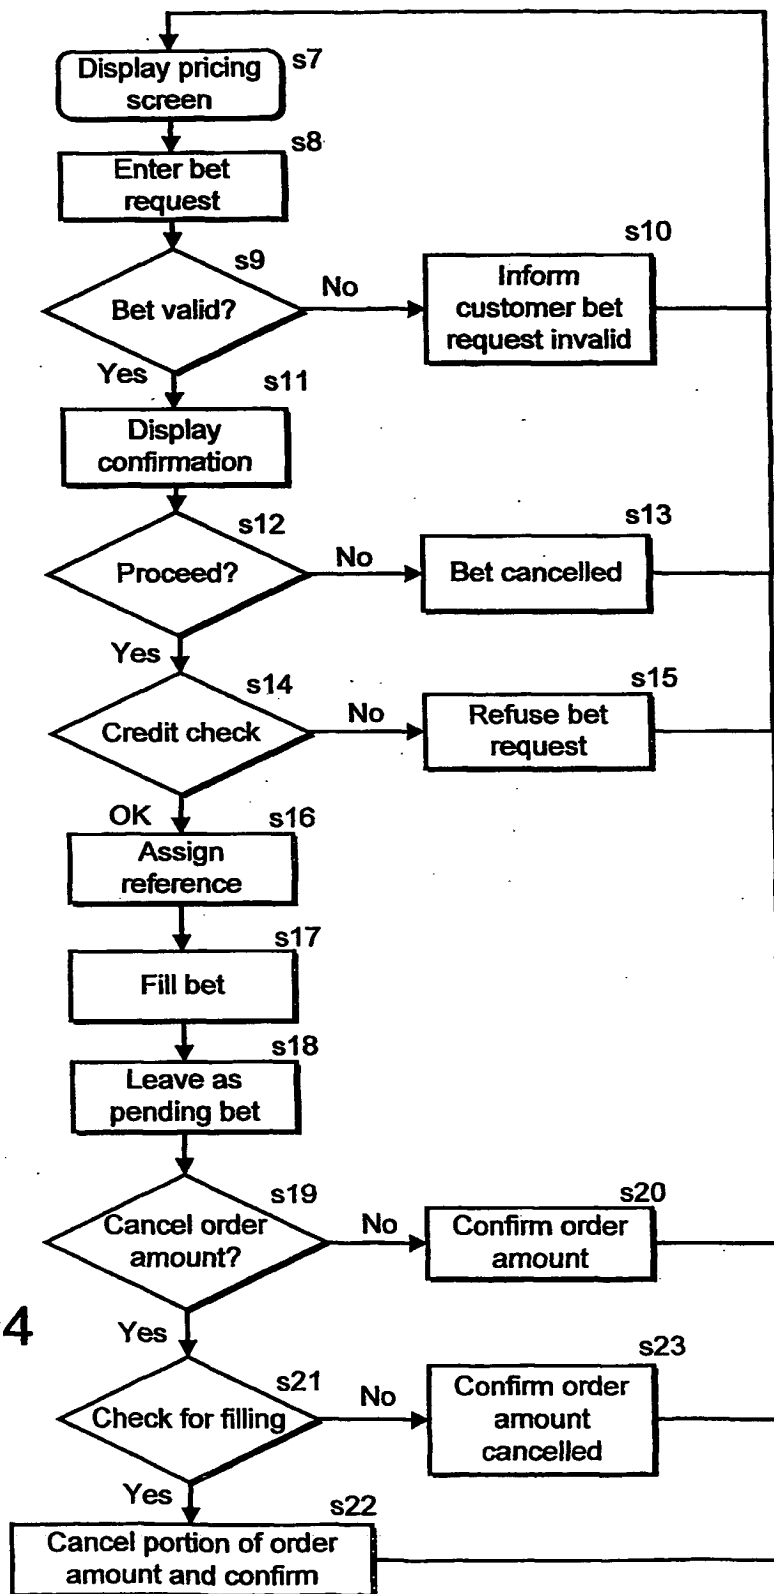 s7
Display pricing
screen
s8
Enter bet
request
s9
Bet valid?
No
s10
Inform
customer bet
request invalid
Yes
s11
Display
confirmation
s12
Proceed?
No
s13
Bet cancelled
Yes
s14
Credit check
No
s15
Refuse bet
request
OK
s16
Assign
reference
s17
Fill bet
s18
Leave as
pending bet
s19
Cancel order
amount?
No
s20
Confirm order
amount
4
Yes
s21
Check for filling
No
s23
Confirm order
amount
cancelled
Yes
s22
Cancel portion of order
amount and confirm